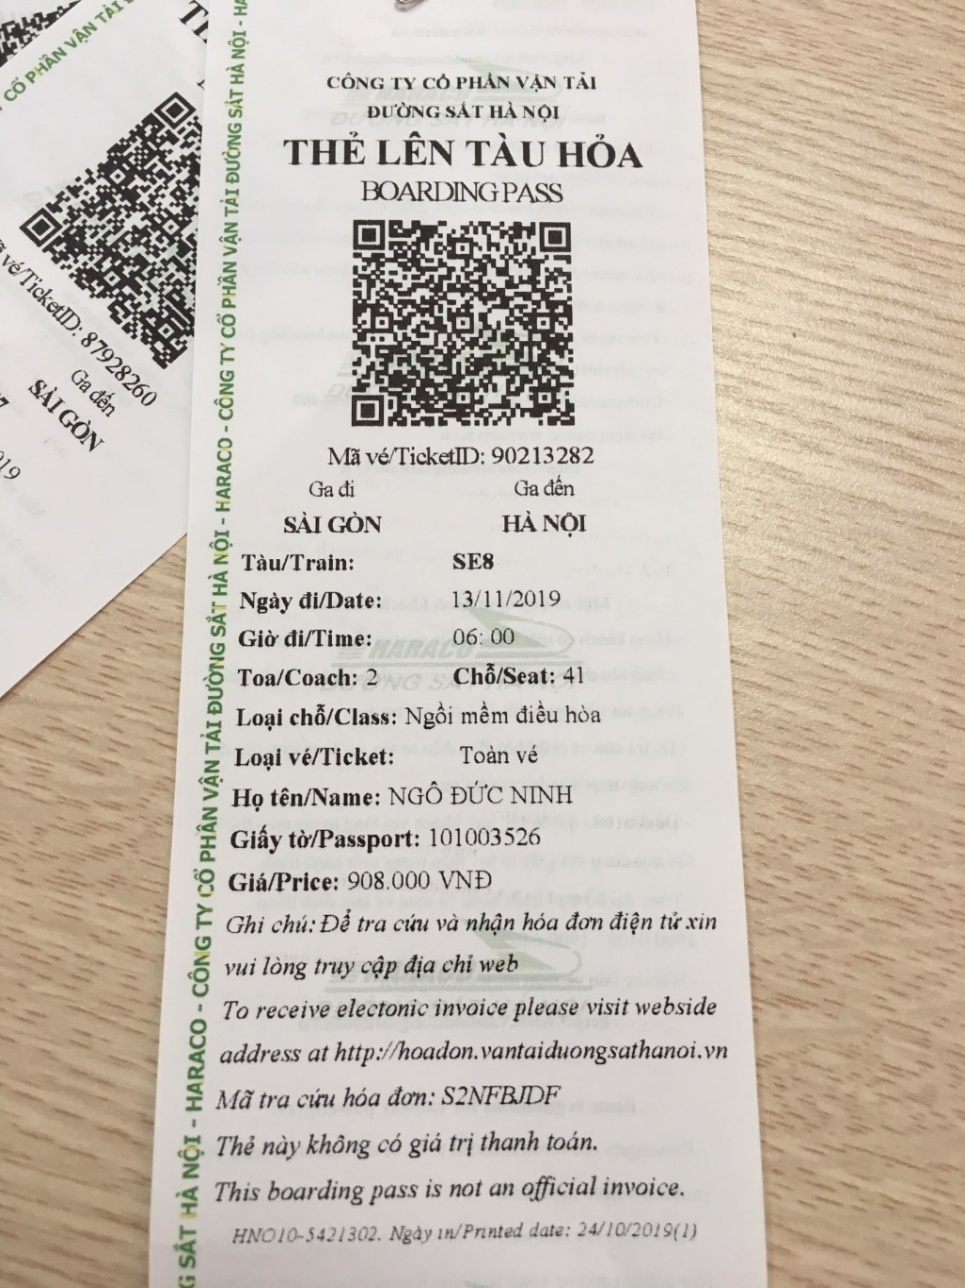 CÔNG TY CỔ PHẦN VẬN TẢI
ĐƯỜNG SẮT HÀ NỘI
THẺ LÊN TÀU HỎA
BOARDING PASS
Mã vé/TicketID: 90213282
Ga đi Ga đến
SÀI GÒN HÀ NỘI
Tàu/Train: SE8
Ngày đi/Date: 13/11/2019
Giờ đi/Time: 06: 00
Toa/Coach: 2 Chỗ/Seat: 41
Loại chỗ/Class: Ngồi mềm điều hòa
Loại vé/Ticket: Toàn vé
Họ tên/Name: NGÔ ĐỨC NINH
Giấy tờ/Passport: 101003526
Giá/Price: 908.000 VNĐ
Ghi chú: Để tra cứu và nhận hóa đơn điện tử xin
vui lòng truy cập địa chỉ web
To receive electonic invoice please visit webside
address at http://hoadon.vantaiduongsathanoi.vn
Mã tra cứu hóa đơn: S2NFBJDF
Thẻ này không có giá trị thanh toán.
This boarding pass is not an official invoice.
HNO10-5421302. Ngày in/Printed date: 24/10/2019(1)
SẮT HÀ NỘI - HARACO - CÔNG TY CỔ PHẦN VẬN TẢI ĐƯỜNG SẮT HÀ NỘI - HARACO - CÔNG TY CỔ PHẦN VẬN TẢI ĐƯỜNG SẮT HÀ NỘI
CỔ PHẦN VẬN TẢI
vé/TicketID: 87928260
Ga đến
SÀI GÒN